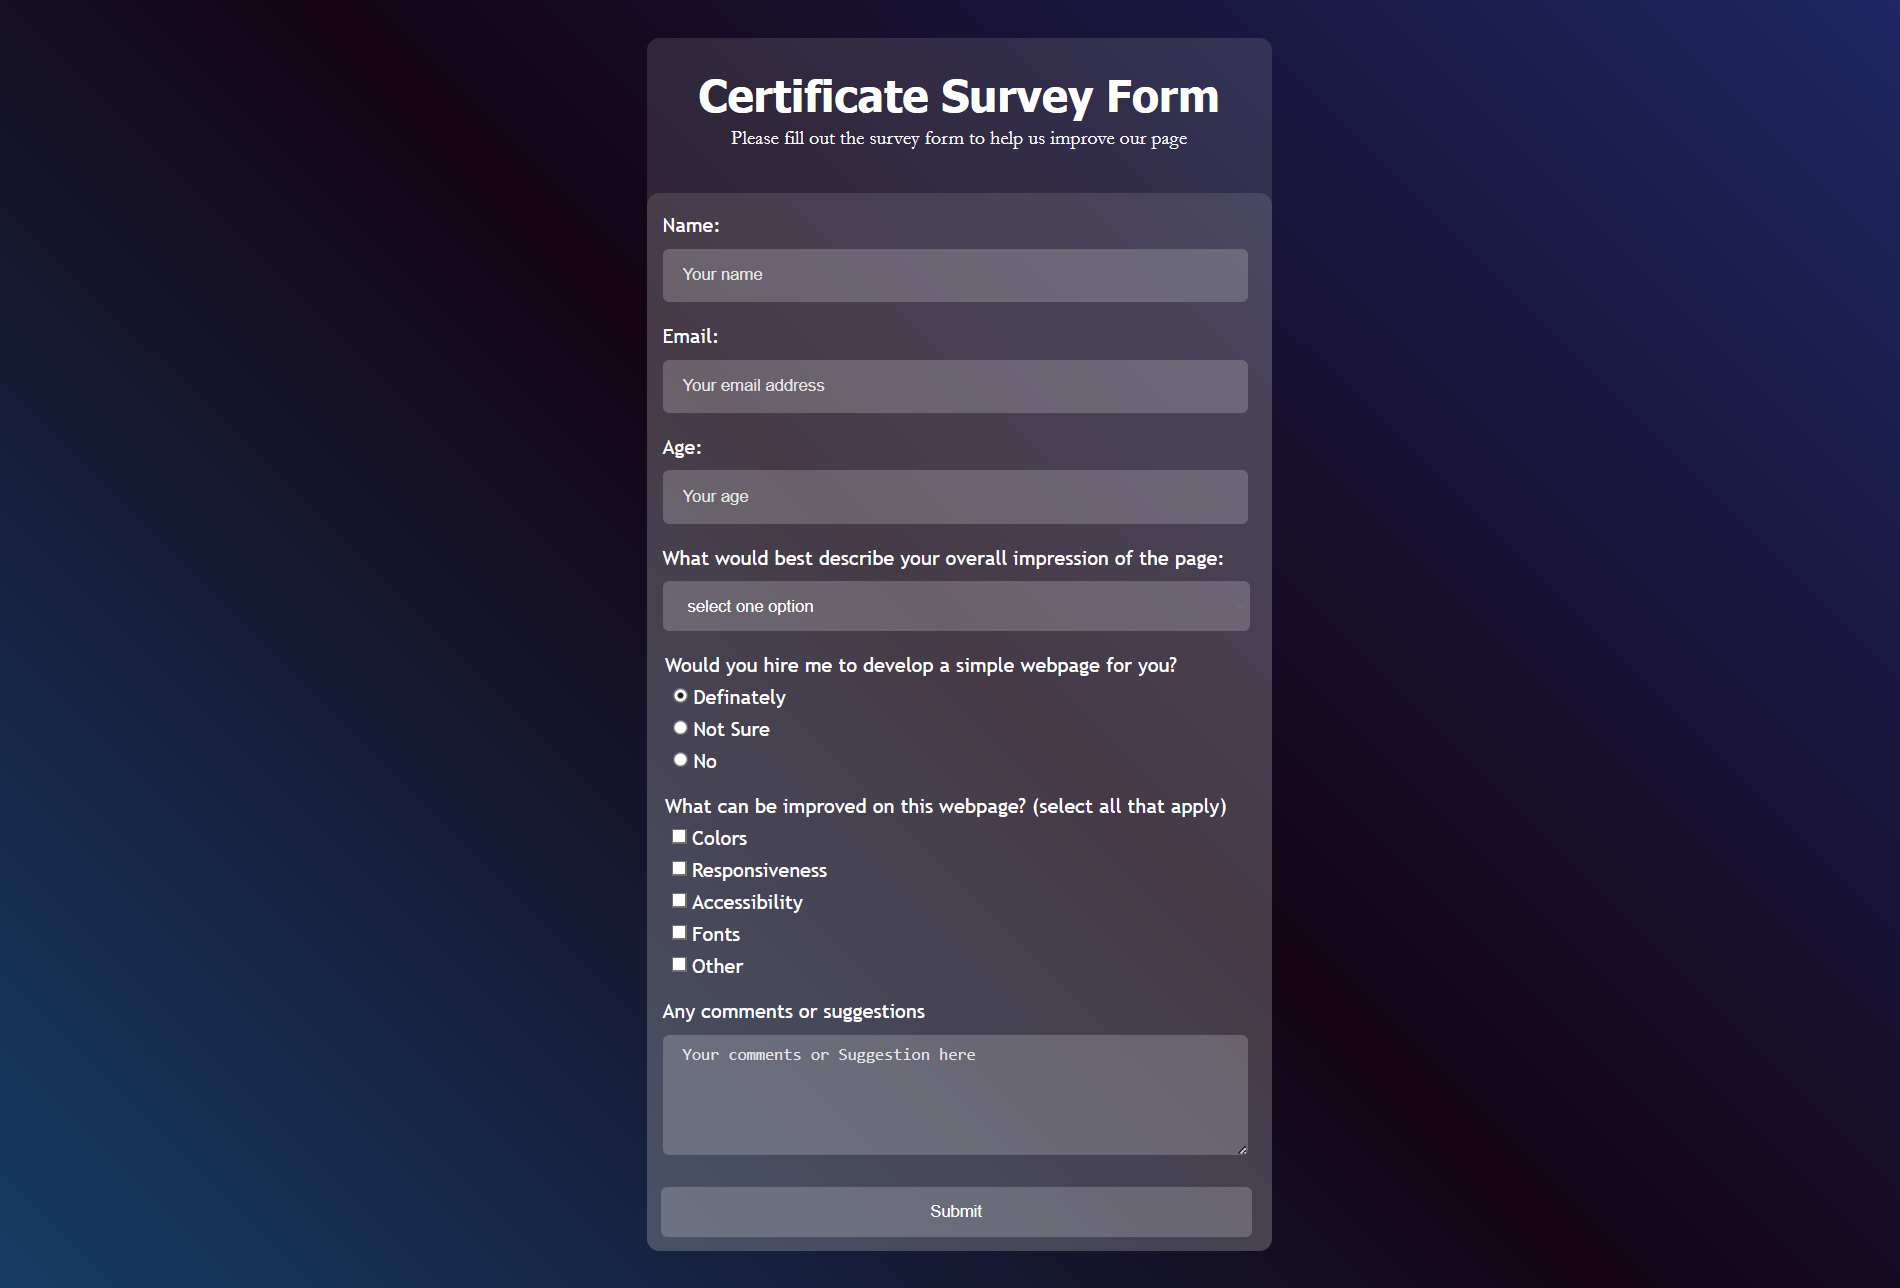 Certificate Survey Form
Please fill out the survey form to help us improve our page
Name:
Your name
Email:
Your email address
Age:
Your age
What would best describe your overall impression of the page:
select one option
Would you hire me to develop a simple webpage for you?
Definately
Not Sure
No
What can be improved on this webpage? (select all that apply)
Colors
Responsiveness
Accessibility
Fonts
Other
Any comments or suggestions
Your comments or Suggestion here
Submit